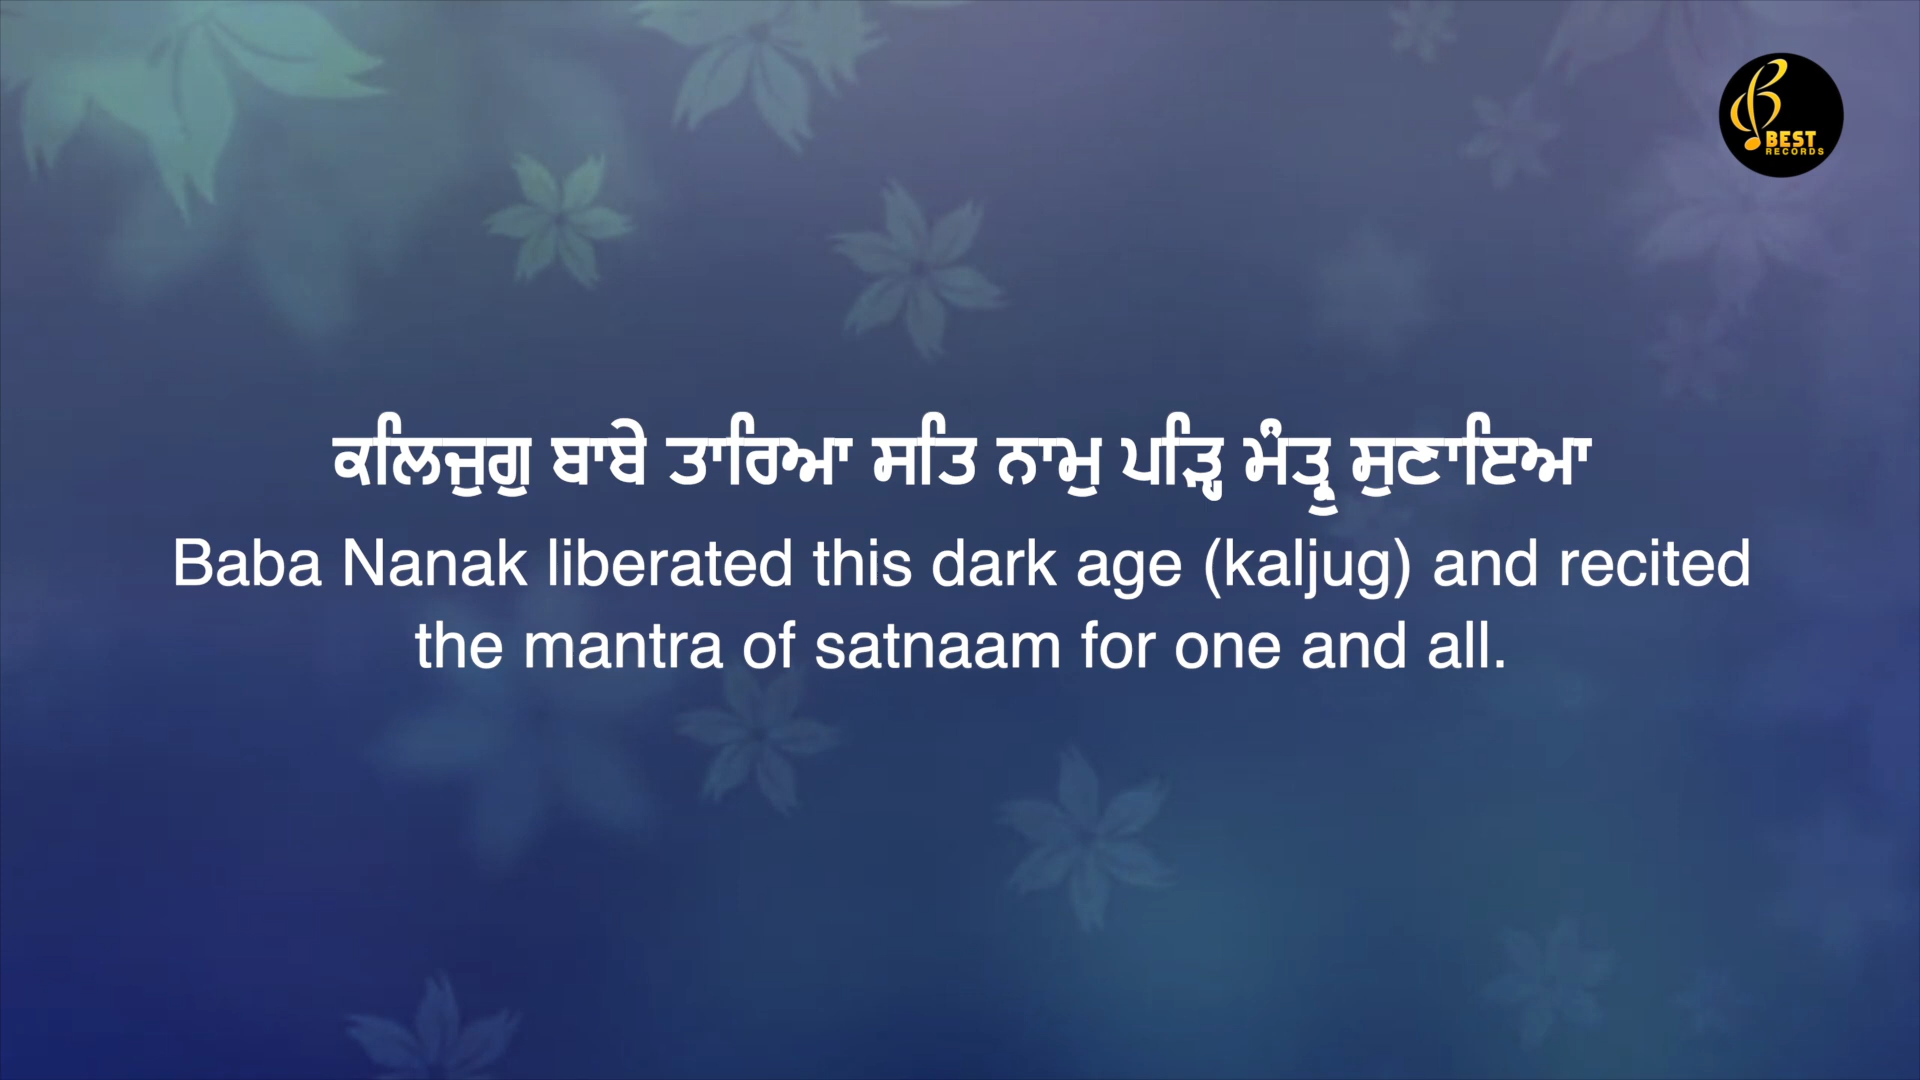 BEST
RECORDS
ਕਲਿਜੁਗੁ ਬਾਬੇ ਤਾਰਿਆ ਸਤਿ ਨਾਮੁ ਪੜ੍ਹਿ ਮੰਤ੍ਰੁ ਸੁਣਾਇਆ
Baba Nanak liberated this dark age (kaljug) and recited
the mantra of satnaam for one and all.